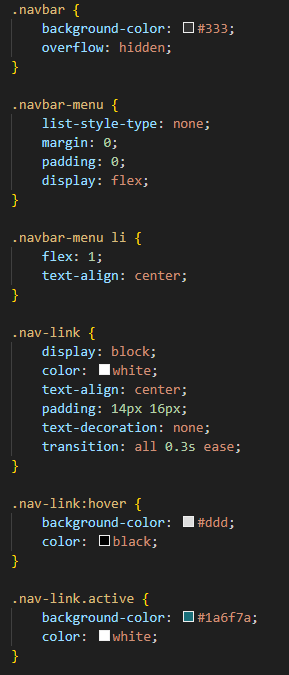 .navbar {
    background-color: #333;
    overflow: hidden;
}

.navbar-menu {
    list-style-type: none;
    margin: 0;
    padding: 0;
    display: flex;
}

.navbar-menu li {
    flex: 1;
    text-align: center;
}

.nav-link {
    display: block;
    color: white;
    text-align: center;
    padding: 14px 16px;
    text-decoration: none;
    transition: all 0.3s ease;
}

.nav-link:hover {
    background-color: #ddd;
    color: black;
}

.nav-link.active {
    background-color: #1a6f7a;
    color: white;
}